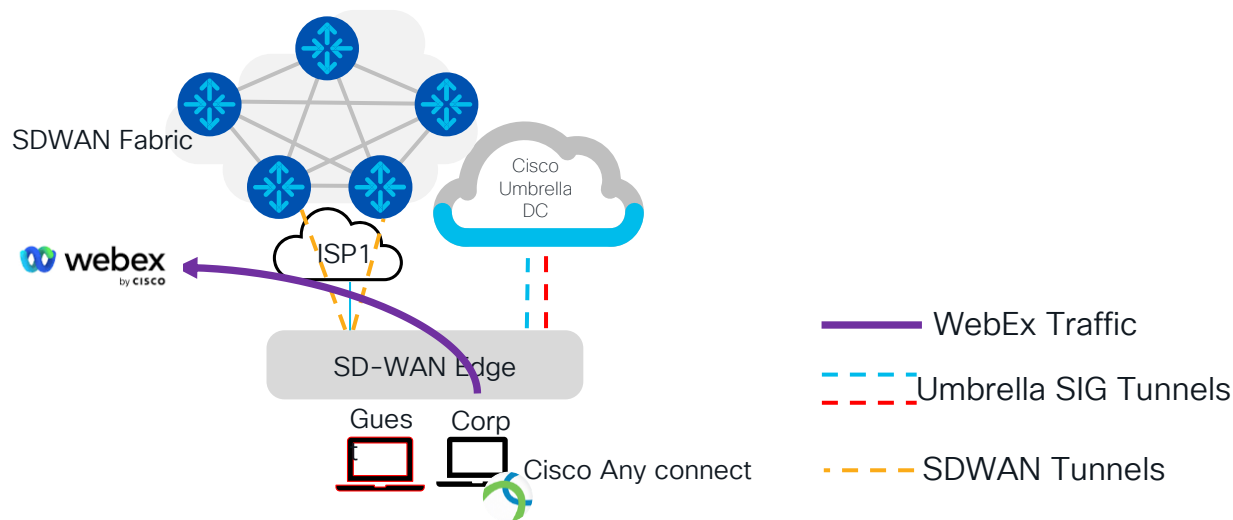 SDWAN Fabric
Cisco
Umbrella
DC
ISP1
webex
by CISCO
SD-WAN Edge
Gues
t
Corp
Cisco Any connect
WebEx Traffic
Umbrella SIG Tunnels
SDWAN Tunnels